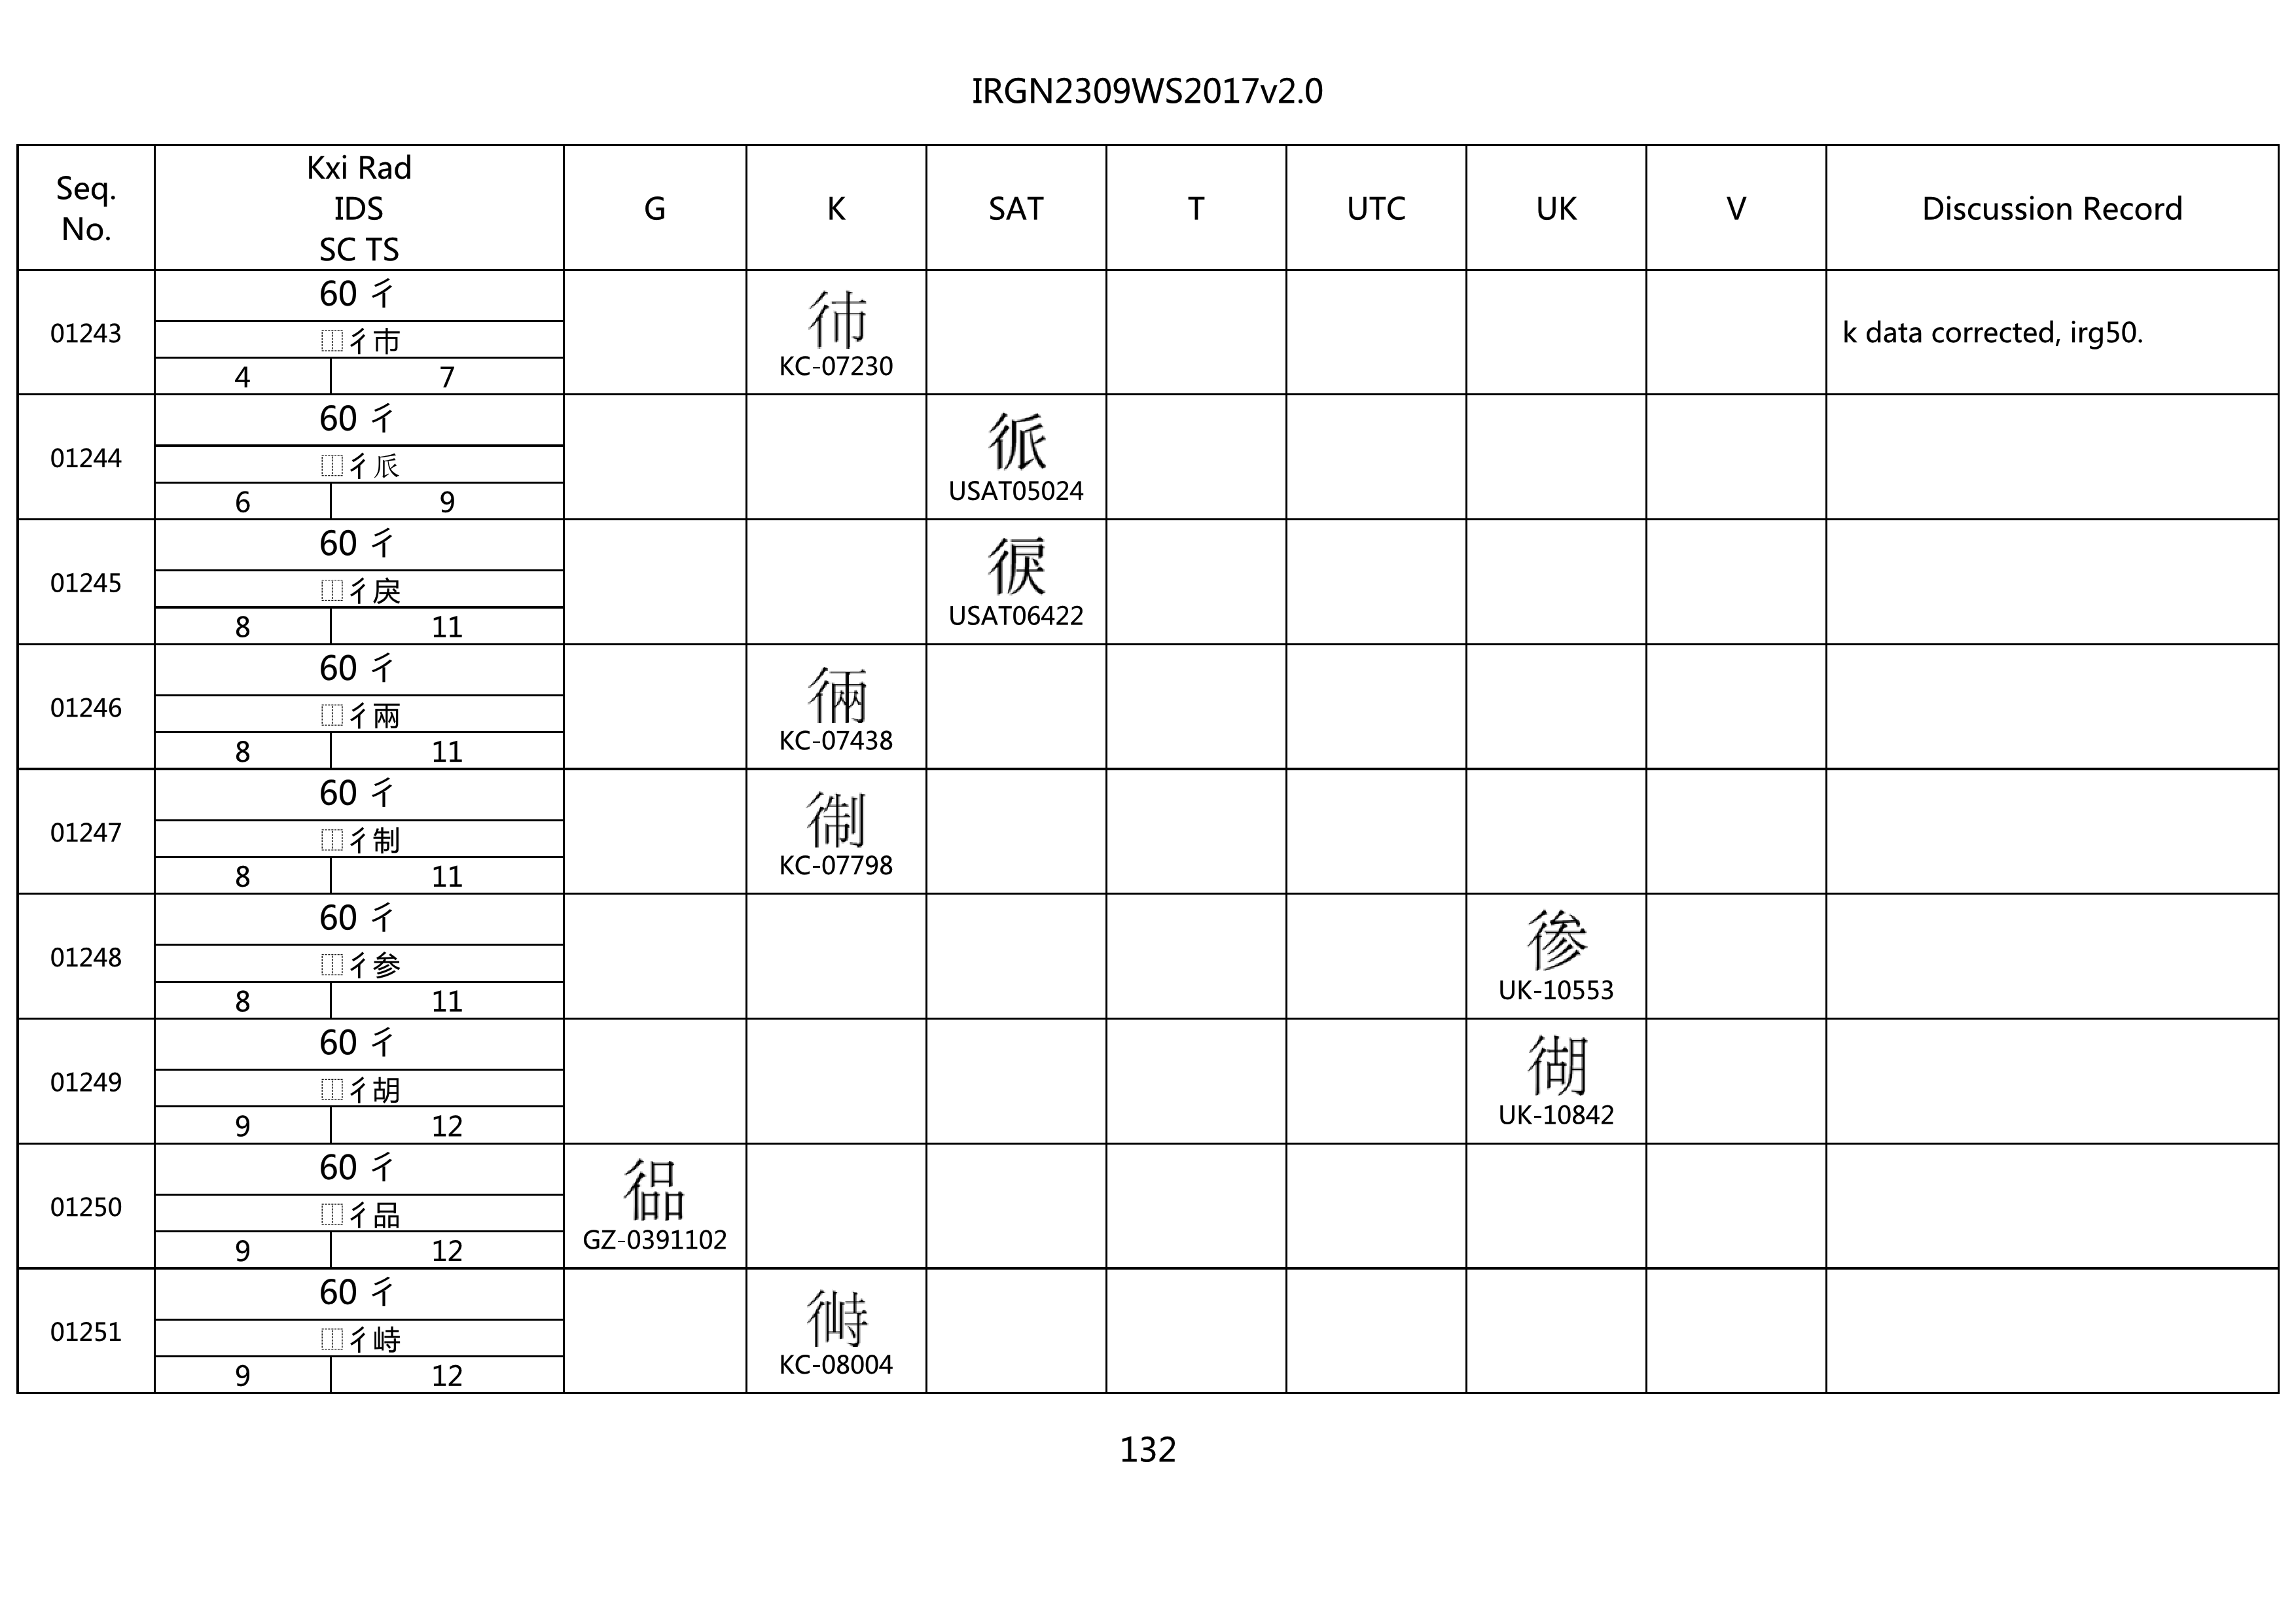 IRGN2309WS2017v2.0
Seq. No. Kxi Rad IDS SC TS G K SAT T UTC UK V Discussion Record
01243 60 彳
⿰彳巿
4 7
KC-07230
k data corrected, irg50.
01244 60 彳
⿰彳𠂢
6 9
USAT05024
01245 60 彳
⿰彳戾
8 11
USAT06422
01246 60 彳
⿰彳兩
8 11
KC-07438
01247 60 彳
⿰彳制
8 11
KC-07798
01248 60 彳
⿰彳参
8 11
UK-10553
01249 60 彳
⿰彳胡
9 12
UK-10842
01250 60 彳
⿰彳品
9 12
GZ-0391102
01251 60 彳
⿰彳峙
9 12
KC-08004
132